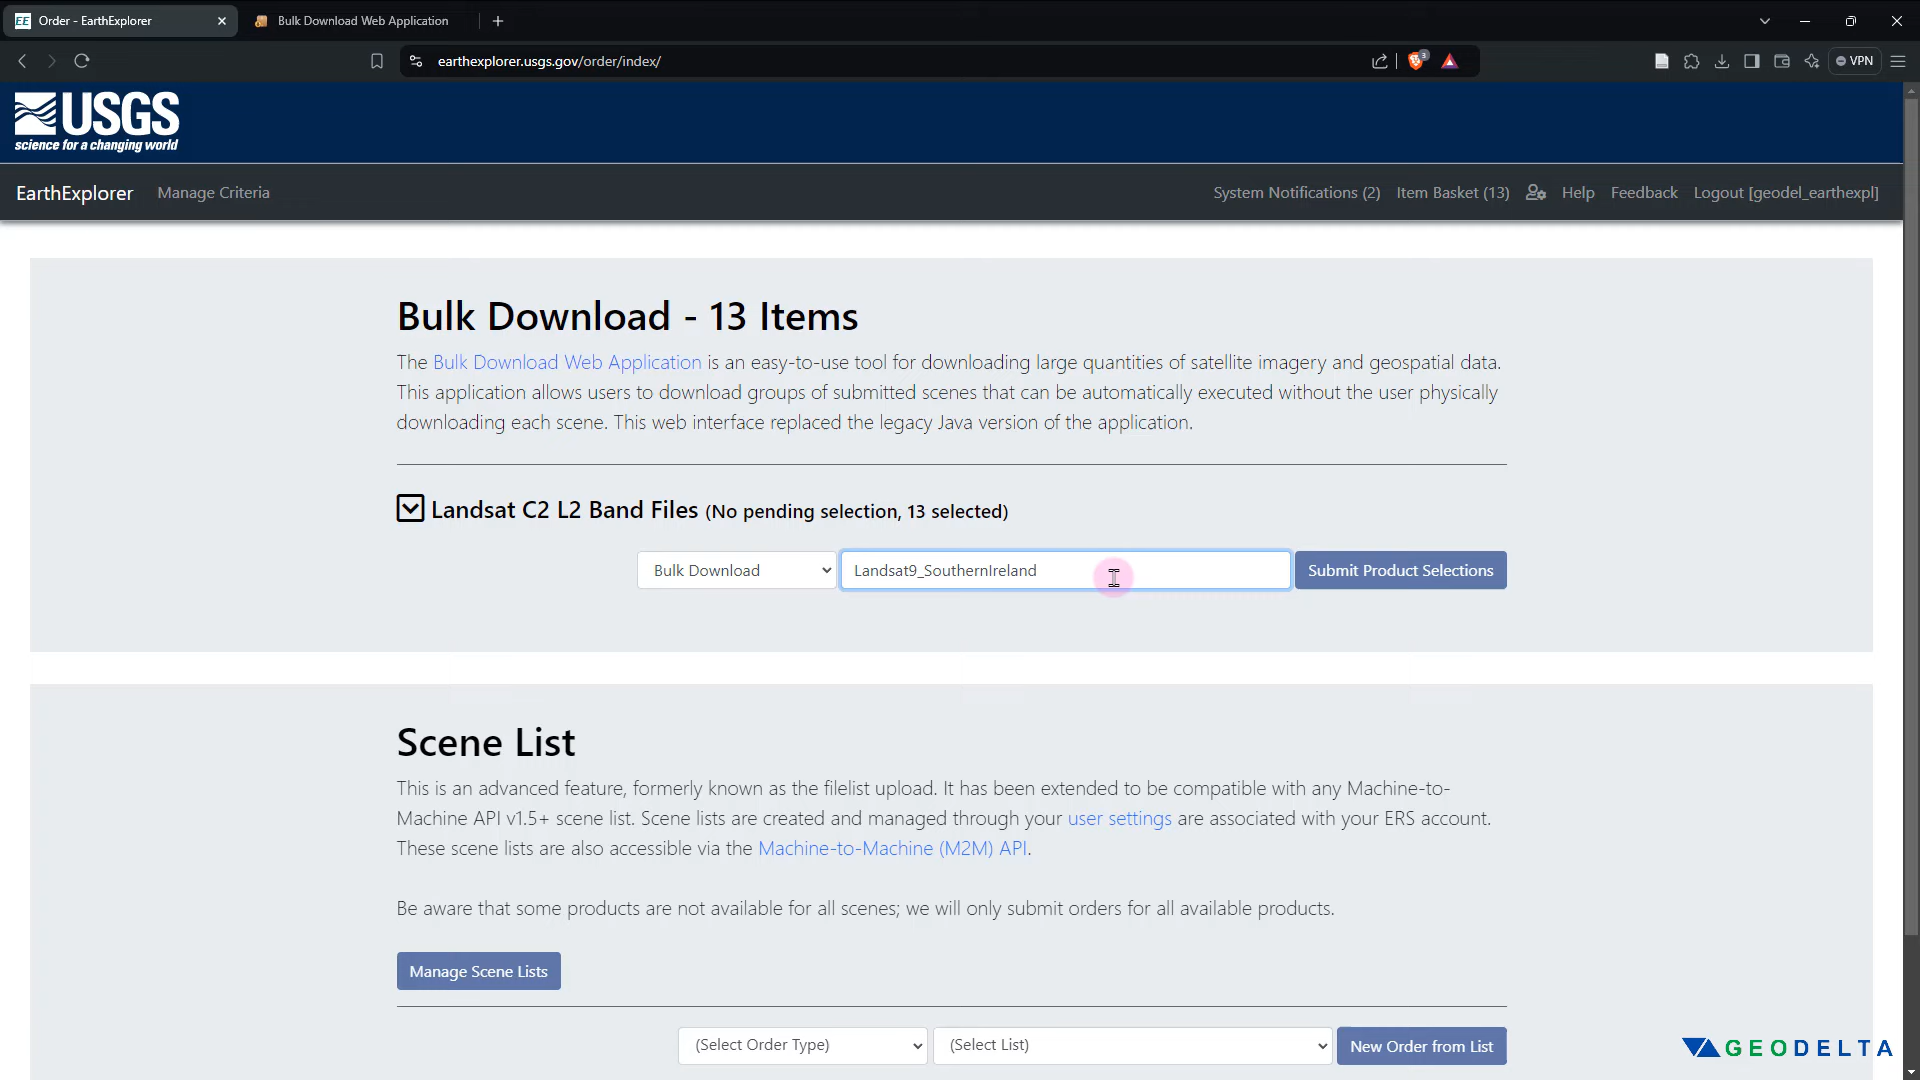 EE Order - EarthExplorer
Bulk Download Web Application
earthexplorer.usgs.gov/order/index/
3
VPN
USGS
science for a changing world
EarthExplorer
Manage Criteria
System Notifications (2)
Item Basket (13)
Help
Feedback
Logout [geodel_earthexpl]
Bulk Download - 13 Items
The Bulk Download Web Application is an easy-to-use tool for downloading large quantities of satellite imagery and geospatial data.
This application allows users to download groups of submitted scenes that can be automatically executed without the user physically
downloading each scene. This web interface replaced the legacy Java version of the application.
Landsat C2 L2 Band Files (No pending selection, 13 selected)
Bulk Download
Landsat9_SouthernIreland
Submit Product Selections
Scene List
This is an advanced feature, formerly known as the filelist upload. It has been extended to be compatible with any Machine-to-
Machine API v1.5+ scene list. Scene lists are created and managed through your user settings are associated with your ERS account.
These scene lists are also accessible via the Machine-to-Machine (M2M) API.
Be aware that some products are not available for all scenes; we will only submit orders for all available products.
Manage Scene Lists
(Select Order Type)
(Select List)
New Order from List
GEODELTA